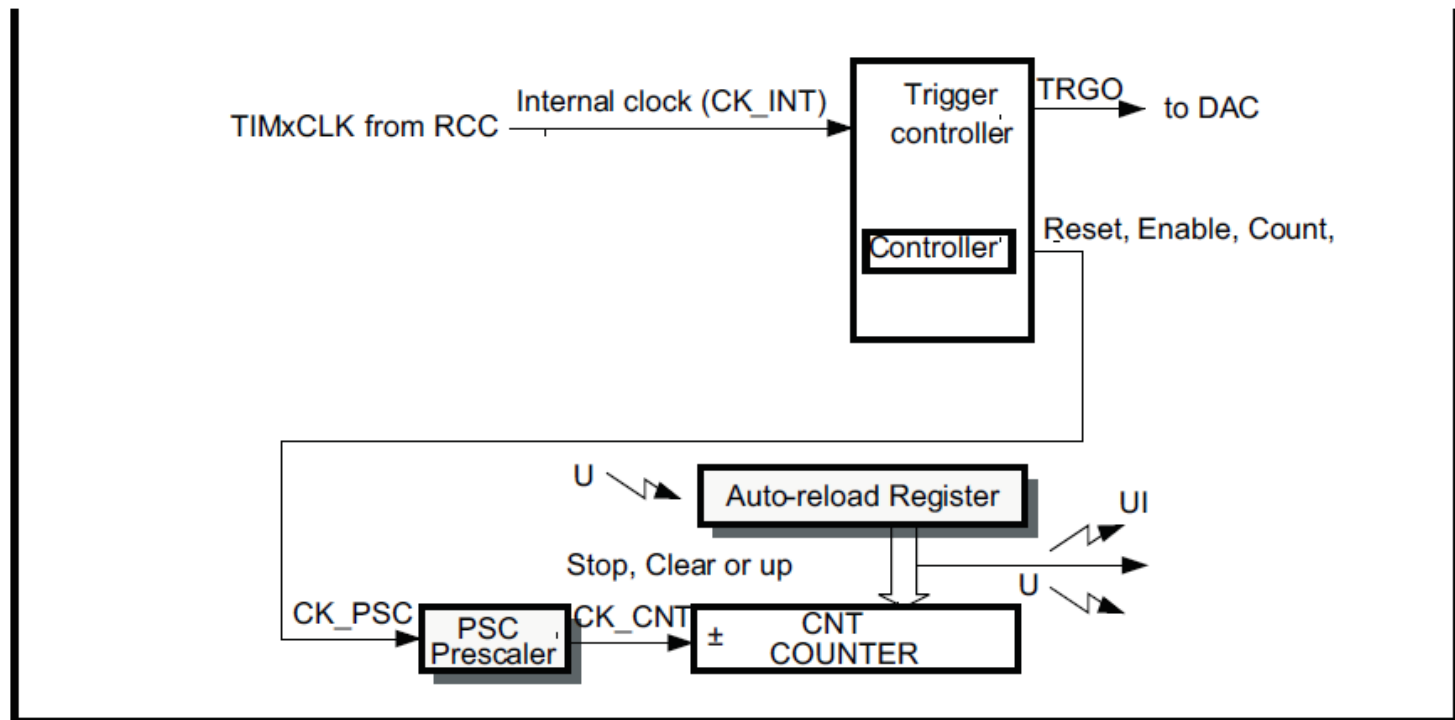 Internal clock (CK_INT)
TIMxCLK from RCC
Trigger
controller
TRGO
to DAC
Controller
Reset, Enable, Count,
U
Auto-reload Register
UI
Stop, Clear or up
U
CK_PSC
PSC
Prescaler
CK_CNT
±
CNT
COUNTER